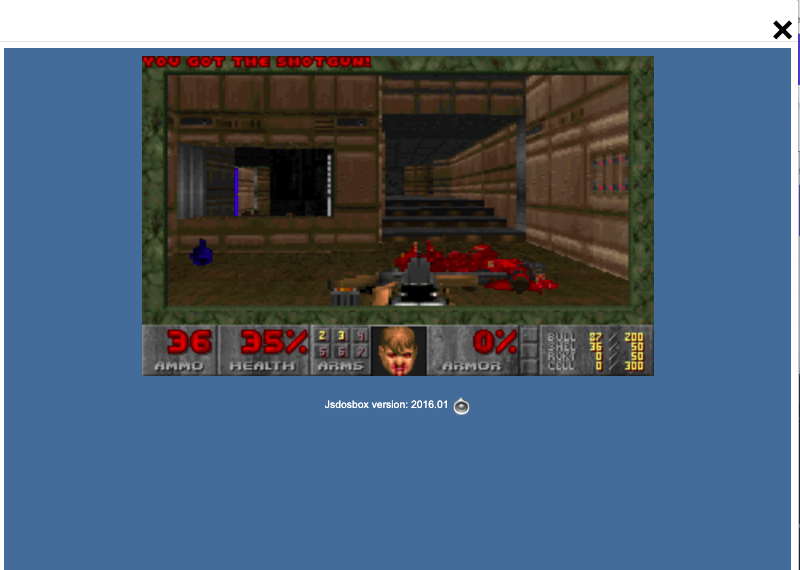 YOU GOT THE SHOTGUN!
36 35% 2 3 4 0% BULL 87 / 200
5 6 7 SHEL 36 / 50
RCKT 0 / 50
AMMO HEALTH ARMS ARMOR CELL 0 / 300
Jsdosbox version: 2016.01